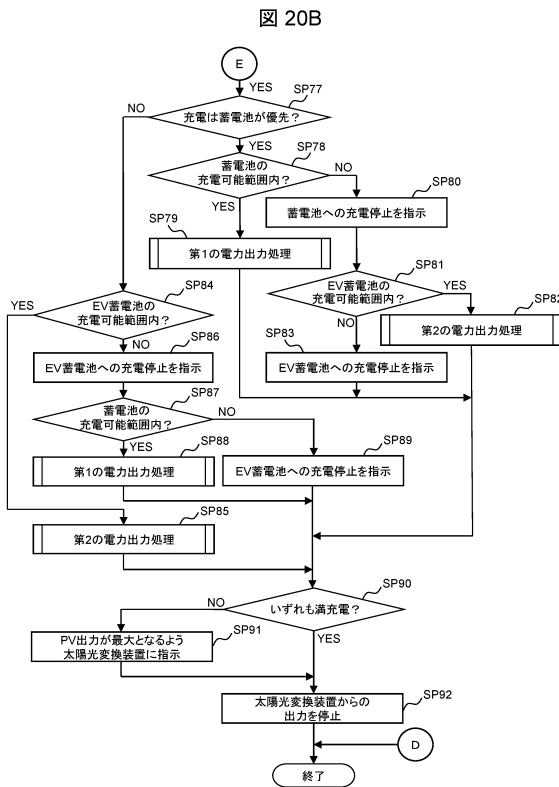 図 20B
E
YES
SP77
充電は蓄電池が優先？
NO
YES
SP78
蓄電池の
充電可能範囲内？
NO
YES
SP80
蓄電池への充電停止を指示
SP79
第1の電力出力処理
SP81
EV蓄電池の
充電可能範囲内？
YES
NO
SP82
第2の電力出力処理
SP83
EV蓄電池への充電停止を指示
SP84
YES
EV蓄電池の
充電可能範囲内？
NO
SP86
EV蓄電池への充電停止を指示
SP87
蓄電池の
充電可能範囲内？
NO
YES
SP88
第1の電力出力処理
SP89
EV蓄電池への充電停止を指示
SP85
第2の電力出力処理
SP90
いずれも満充電？
NO
YES
SP91
PV出力が最大となるよう
太陽光変換装置に指示
SP92
太陽光変換装置からの
出力を停止
D
終了